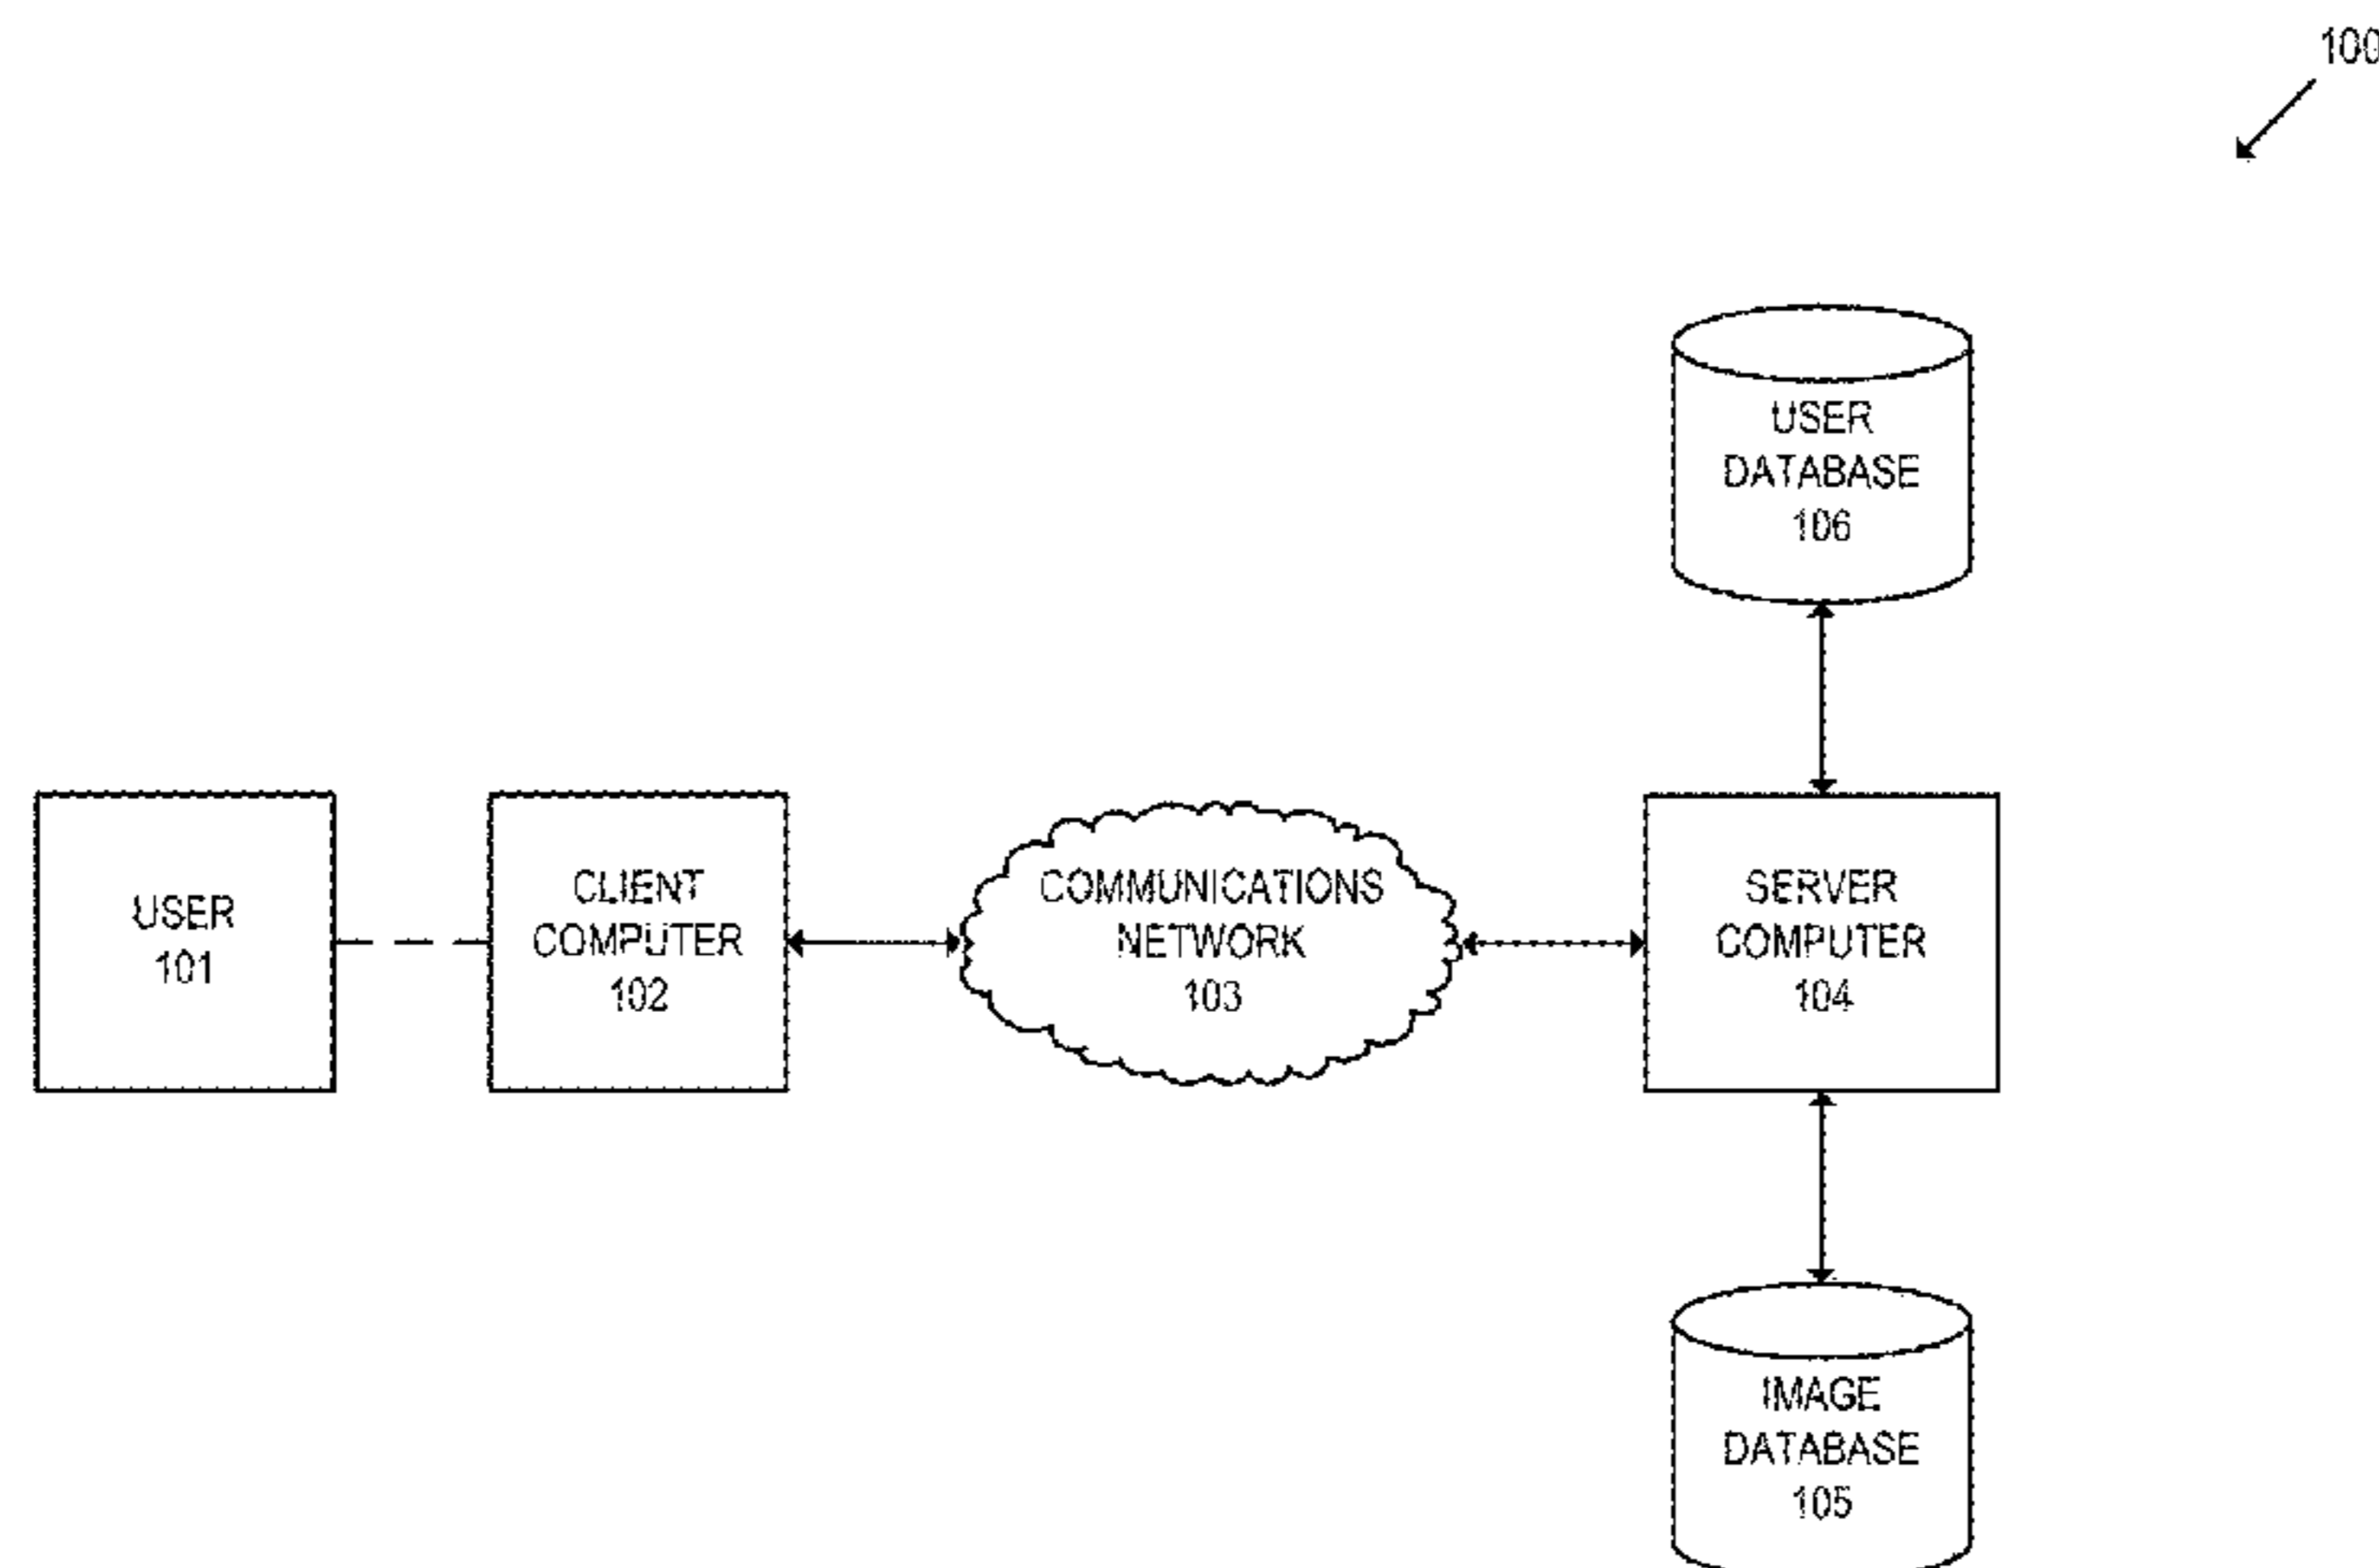 100
USER
DATABASE
106
USER
101
CLIENT
COMPUTER
102
COMMUNICATIONS
NETWORK
103
SERVER
COMPUTER
104
IMAGE
DATABASE
105